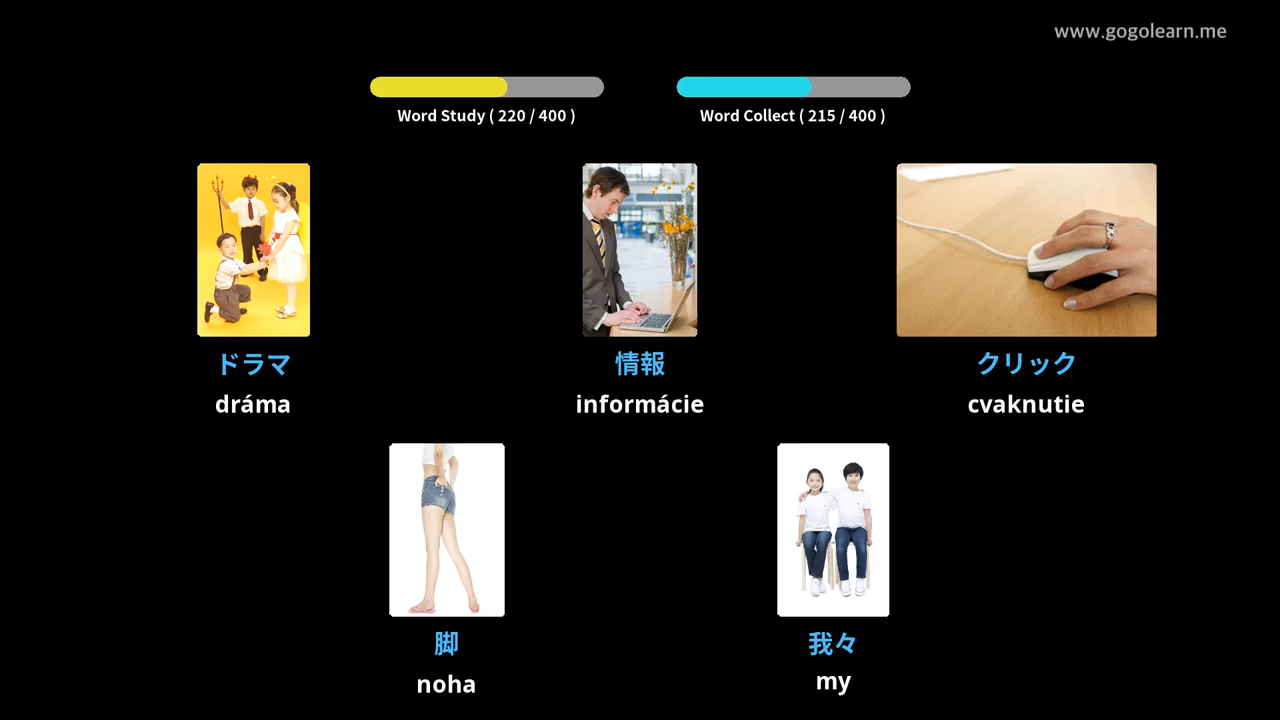 www.gogolearn.me
Word Study ( 220 / 400 )
Word Collect ( 215 / 400 )
ドラマ
dráma
情報
informácie
クリック
cvaknutie
脚
noha
我々
my